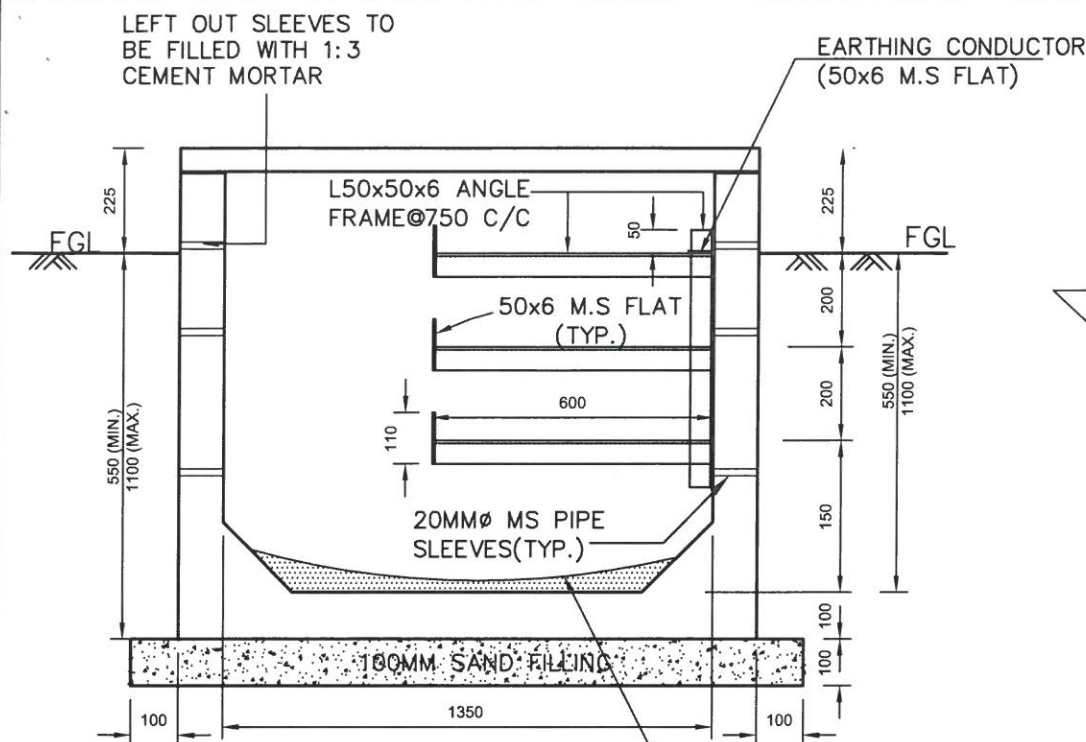 LEFT OUT SLEEVES TO
BE FILLED WITH 1:3
CEMENT MORTAR
EARTHING CONDUCTOR
(50x6 M.S FLAT)
225
L50x50x6 ANGLE
FRAME@750 C/C
50
225
FGL
FGL
50x6 M.S FLAT
(TYP.)
200
600
110
200
550 (MIN.)
1100 (MAX.)
550 (MIN.)
1100 (MAX.)
20MMø MS PIPE
SLEEVES(TYP.)
150
100
100MM SAND FILLING
100
100
1350
100